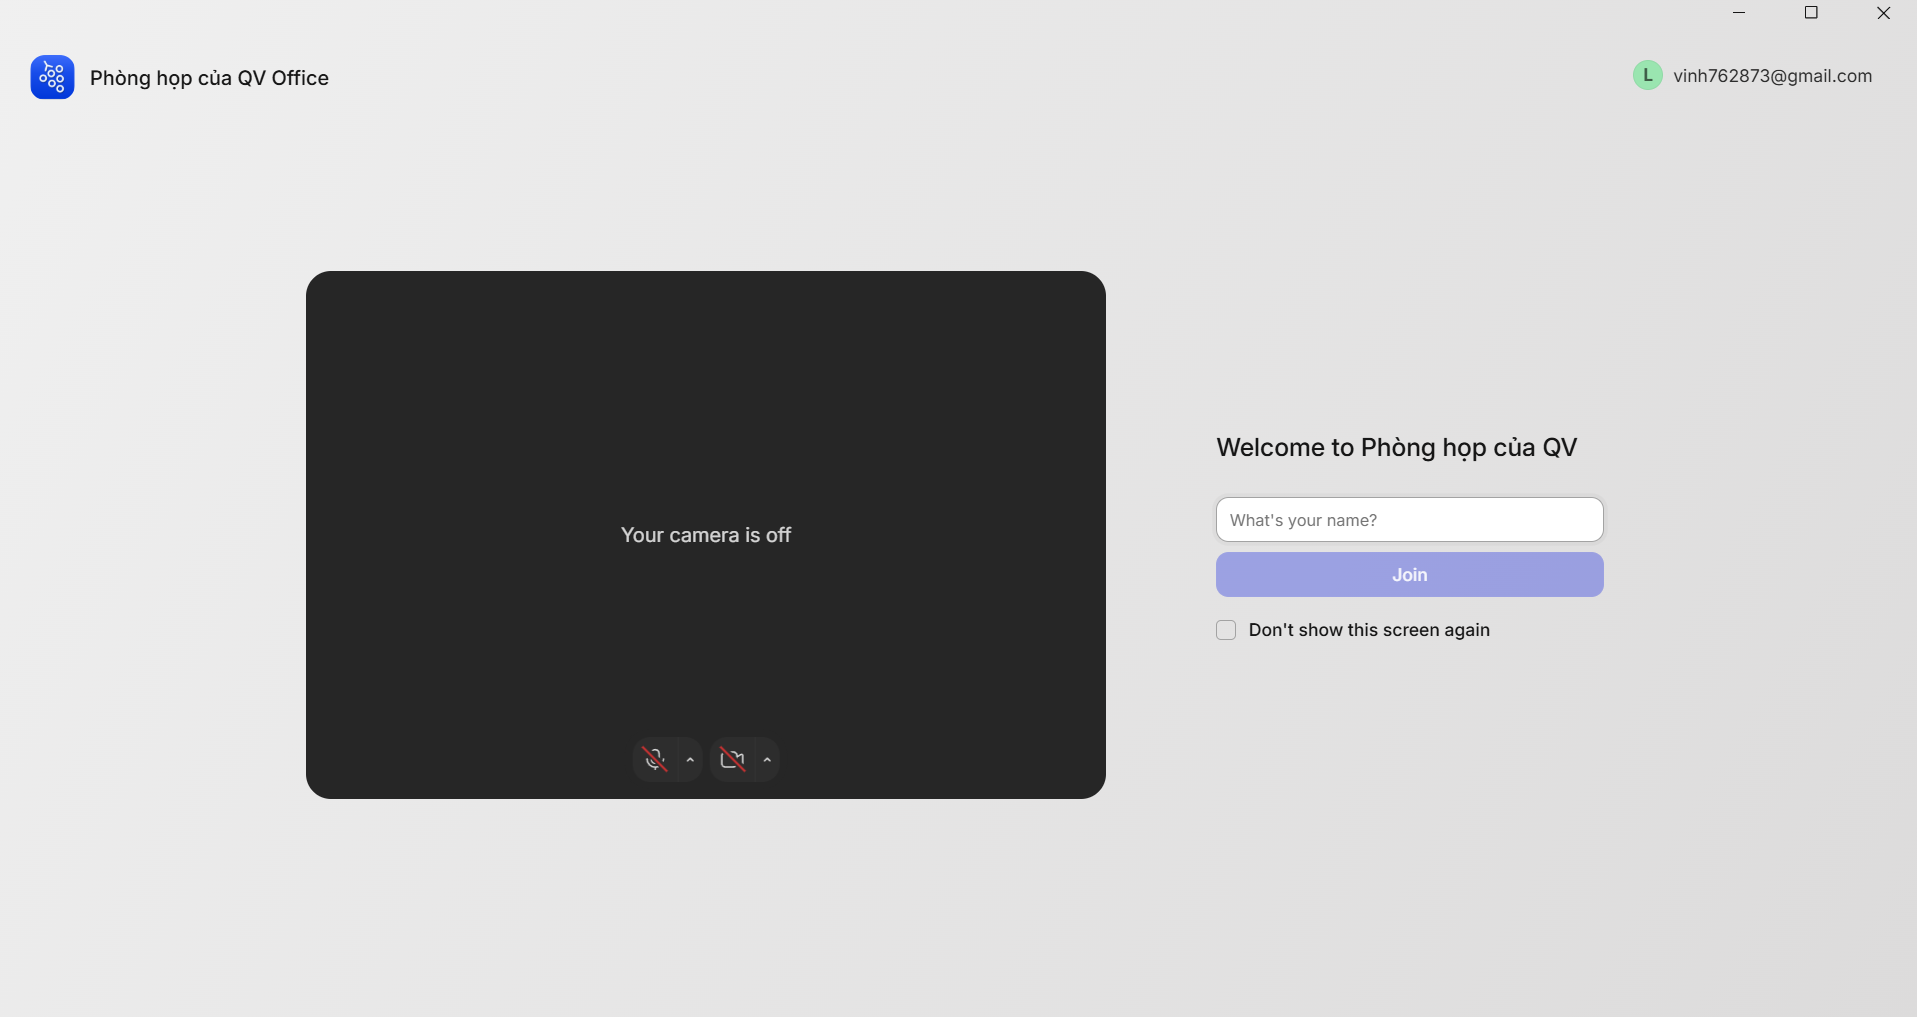 Phòng họp của QV Office
L
vinh762873@gmail.com
Your camera is off
Welcome to Phòng họp của QV
What's your name?
Join
Don't show this screen again